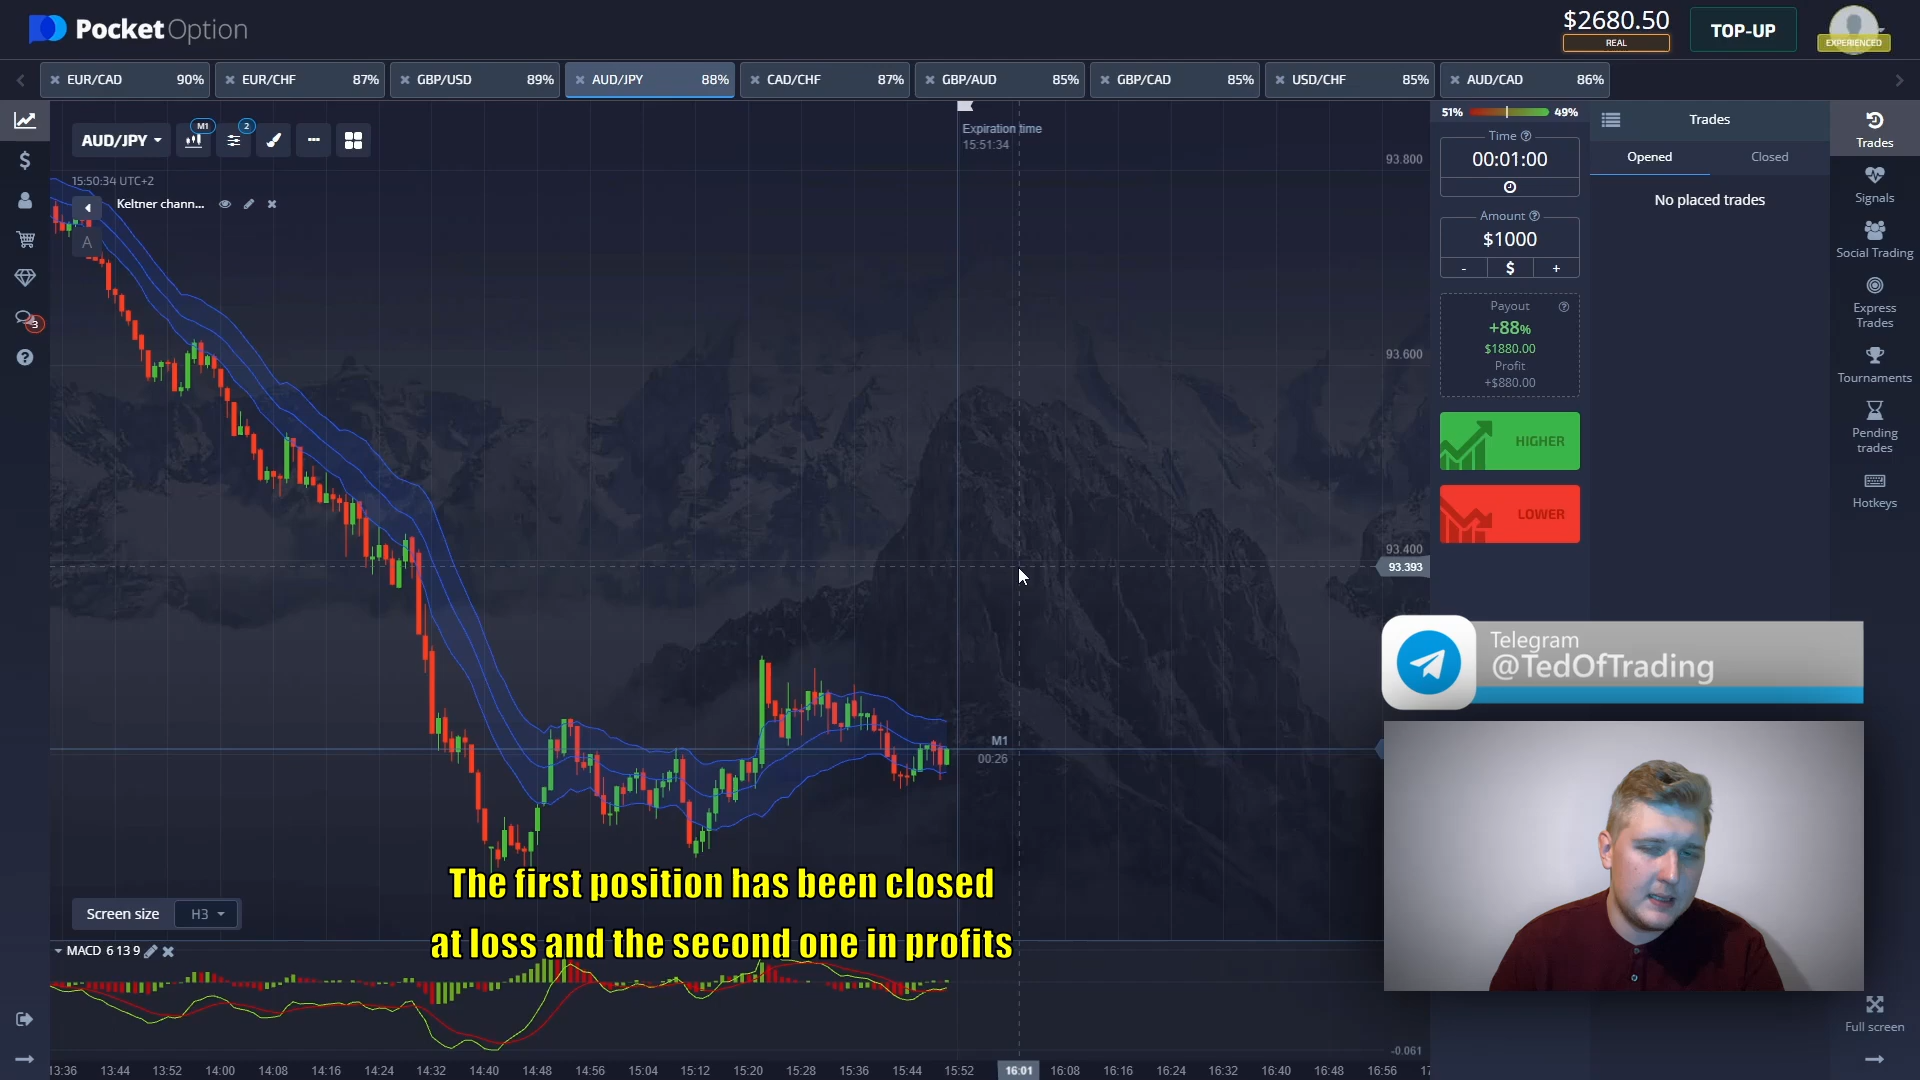 PocketOption
$2680.50
REAL
TOP-UP
EXPERIENCED
EUR/CAD 90%
EUR/CHF 87%
GBP/USD 89%
AUD/JPY 88%
CAD/CHF 87%
GBP/AUD 85%
GBP/CAD 85%
USD/CHF 85%
AUD/CAD 86%
AUD/JPY
M1
2
15:50:34 UTC+2
Keltner chann...
A
3
Expiration time
15:51:34
93.800
93.600
93.400
93.393
M1
00:26
51%
49%
Time
00:01:00
Amount
$1000
- $ +
Payout
+88%
$1880.00
Profit
+$880.00
HIGHER
LOWER
Trades
Opened
Closed
No placed trades
Trades
Signals
Social Trading
Express
Trades
Tournaments
Pending
trades
Hotkeys
Telegram
@TedOfTrading
The first position has been closed
at loss and the second one in profits
Screen size
H3
MACD 6 13 9
-0.061
Full screen
13:36 13:44 13:52 14:00 14:08 14:16 14:24 14:32 14:40 14:48 14:56 15:04 15:12 15:20 15:28 15:36 15:44 15:52 16:01 16:08 16:16 16:24 16:32 16:40 16:48 16:56